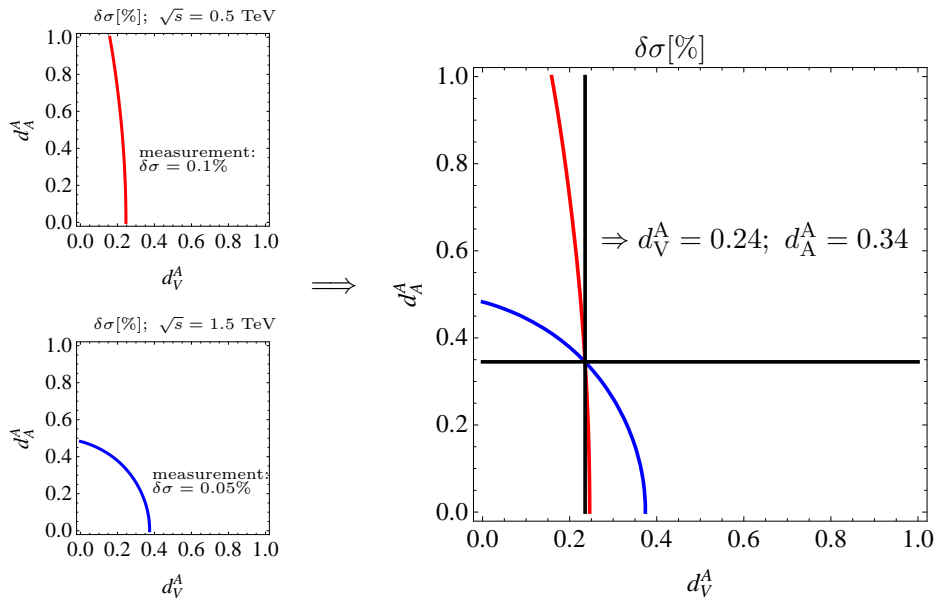 δσ[%]; √s = 0.5 TeV
1.0
0.8
0.6
0.4
0.2
0.0
d_A^A
measurement:
δσ = 0.1%
0.0 0.2 0.4 0.6 0.8 1.0
d_V^A
δσ[%]; √s = 1.5 TeV
1.0
0.8
0.6
0.4
0.2
0.0
d_A^A
measurement:
δσ = 0.05%
0.0 0.2 0.4 0.6 0.8 1.0
d_V^A
⟹
δσ[%]
1.0
0.8
0.6
0.4
0.2
0.0
d_A^A
⇒ d_V^A = 0.24; d_A^A = 0.34
0.0 0.2 0.4 0.6 0.8 1.0
d_V^A